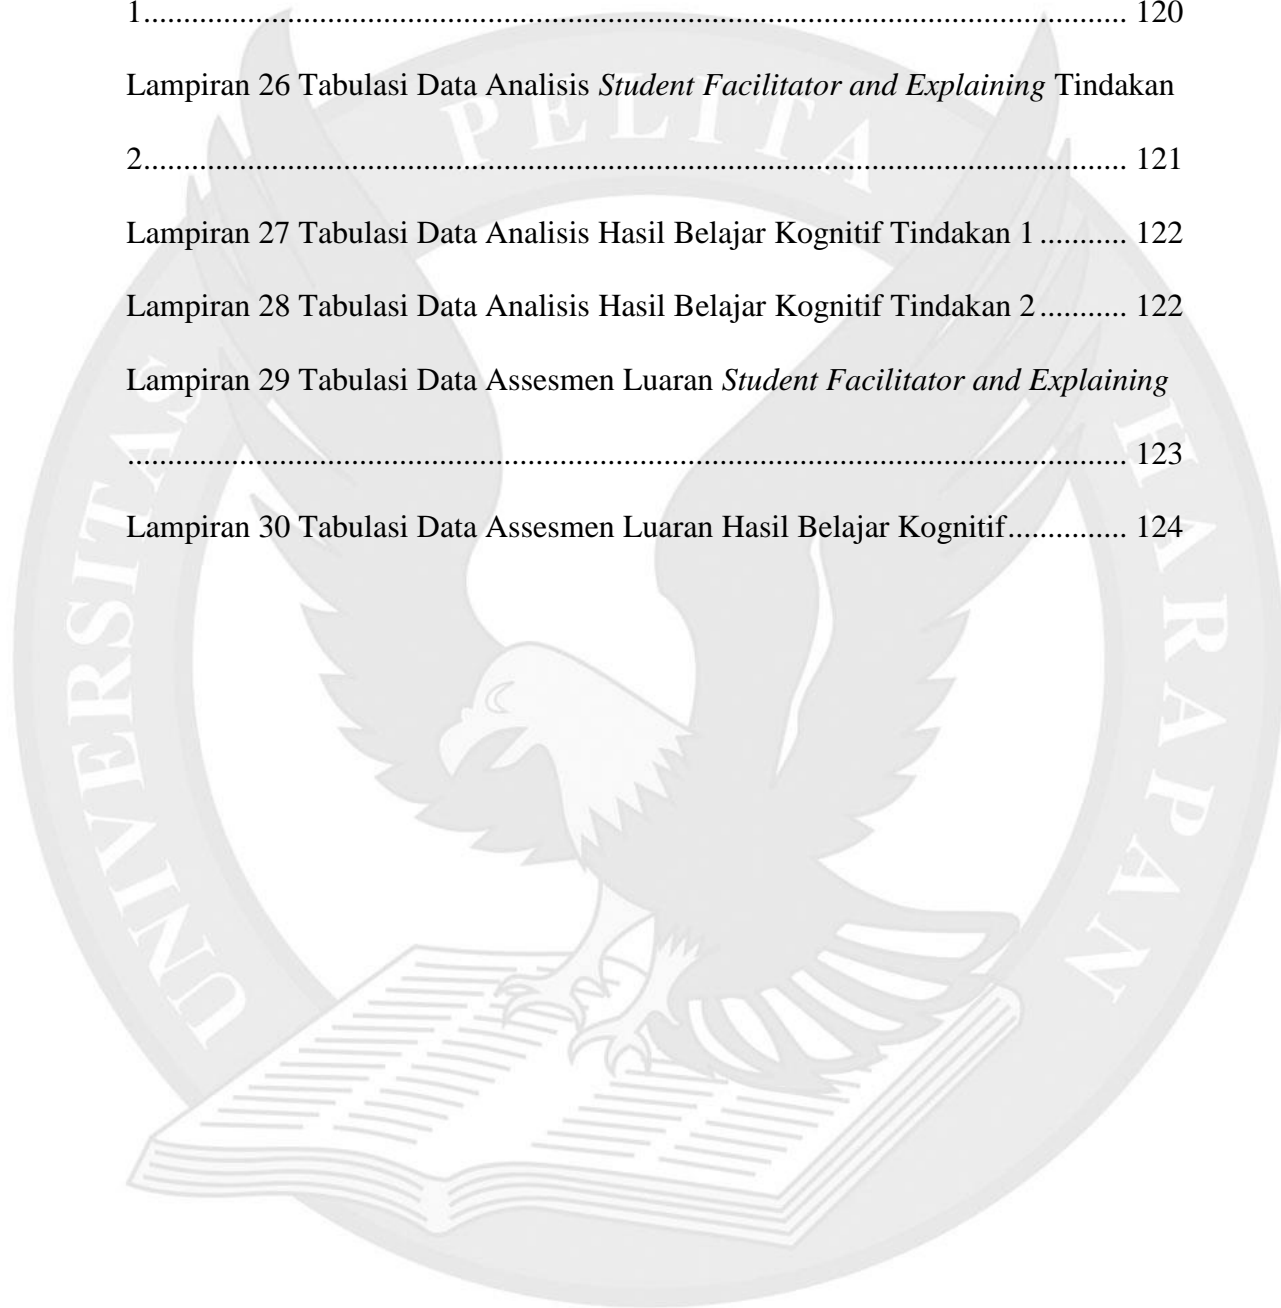 1.......................................................................................................................... 120
Lampiran 26 Tabulasi Data Analisis Student Facilitator and Explaining Tindakan
2.......................................................................................................................... 121
Lampiran 27 Tabulasi Data Analisis Hasil Belajar Kognitif Tindakan 1........... 122
Lampiran 28 Tabulasi Data Analisis Hasil Belajar Kognitif Tindakan 2........... 122
Lampiran 29 Tabulasi Data Assesmen Luaran Student Facilitator and Explaining
............................................................................................................................ 123
Lampiran 30 Tabulasi Data Assesmen Luaran Hasil Belajar Kognitif............... 124
UNIVERSITAS PELITA HARAPAN